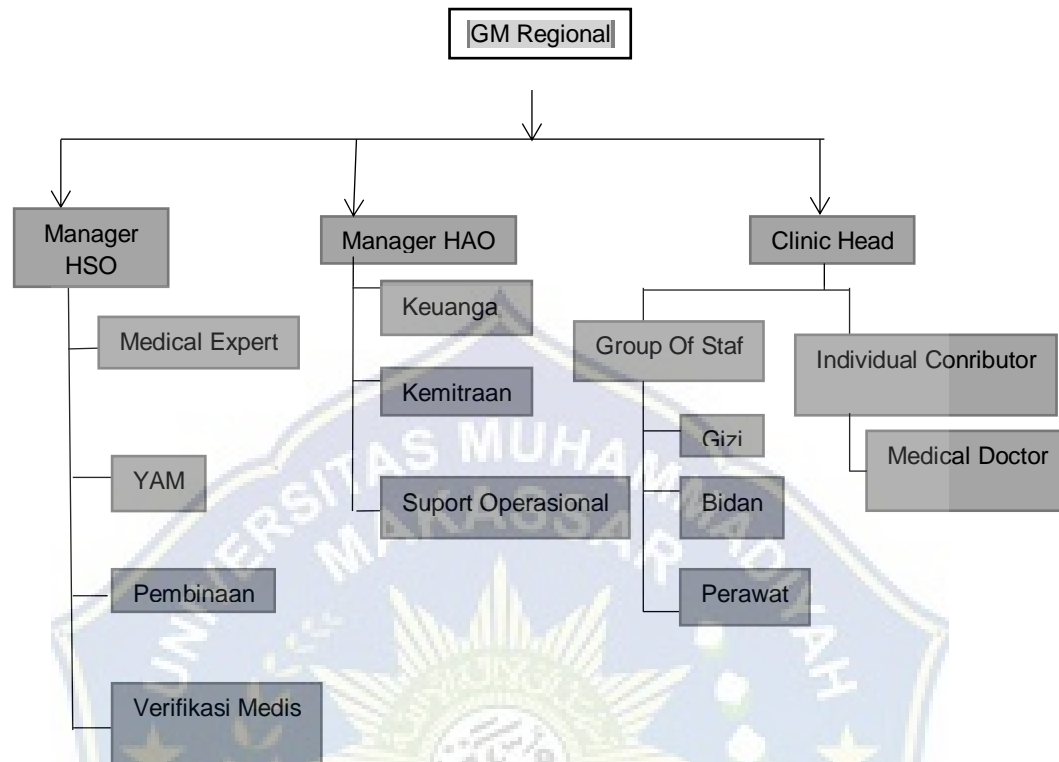 GM Regional
Manager
HSO
Manager HAO
Clinic Head
Medical Expert
YAM
Pembinaan
Verifikasi Medis
Keuanga
Kemitraan
Suport Operasional
Group Of Staf
Gizi
Bidan
Perawat
Individual Conributor
Medical Doctor
UNIVERSITAS MUHAMMADIYAH
MAKASSAR